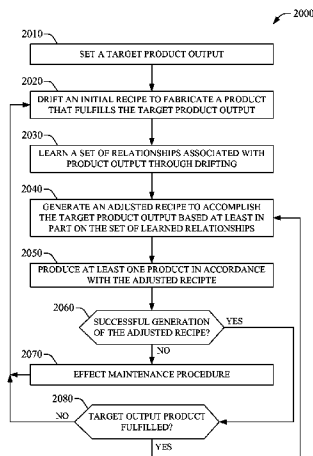 2000
2010
SET A TARGET PRODUCT OUTPUT
2020
DRIFT AN INITIAL RECIPE TO FABRICATE A PRODUCT
THAT FULFILLS THE TARGET PRODUCT OUTPUT
2030
LEARN A SET OF RELATIONSHIPS ASSOCIATED WITH
PRODUCT OUTPUT THROUGH DRIFTING
2040
GENERATE AN ADJUSTED RECIPE TO ACCOMPLISH
THE TARGET PRODUCT OUTPUT BASED AT LEAST IN
PART ON THE SET OF LEARNED RELATIONSHIPS
2050
PRODUCE AT LEAST ONE PRODUCT IN ACCORDANCE
WITH THE ADJUSTED RECIPTE
2060
SUCCESSFUL GENERATION
OF THE ADJUSTED RECIPE?
YES
NO
2070
EFFECT MAINTENANCE PROCEDURE
2080
NO
TARGET OUTPUT PRODUCT
FULFILLED?
YES